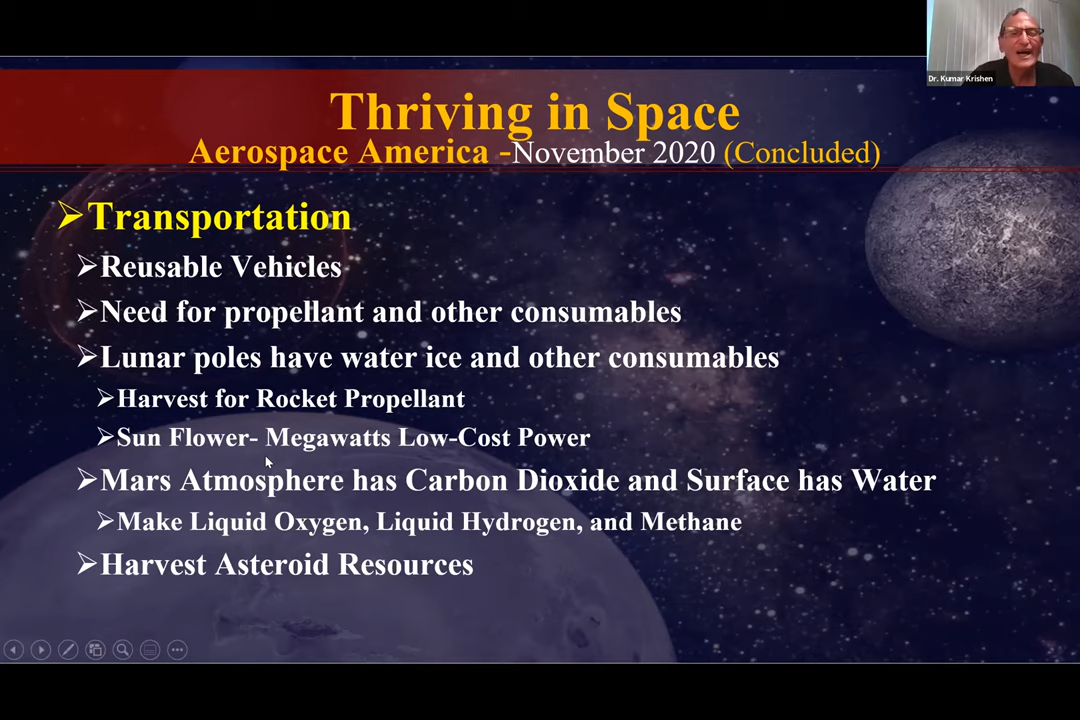 Dr. Kumar Krishen
Thriving in Space
Aerospace America -November 2020 (Concluded)
Transportation
Reusable Vehicles
Need for propellant and other consumables
Lunar poles have water ice and other consumables
Harvest for Rocket Propellant
Sun Flower- Megawatts Low-Cost Power
Mars Atmosphere has Carbon Dioxide and Surface has Water
Make Liquid Oxygen, Liquid Hydrogen, and Methane
Harvest Asteroid Resources